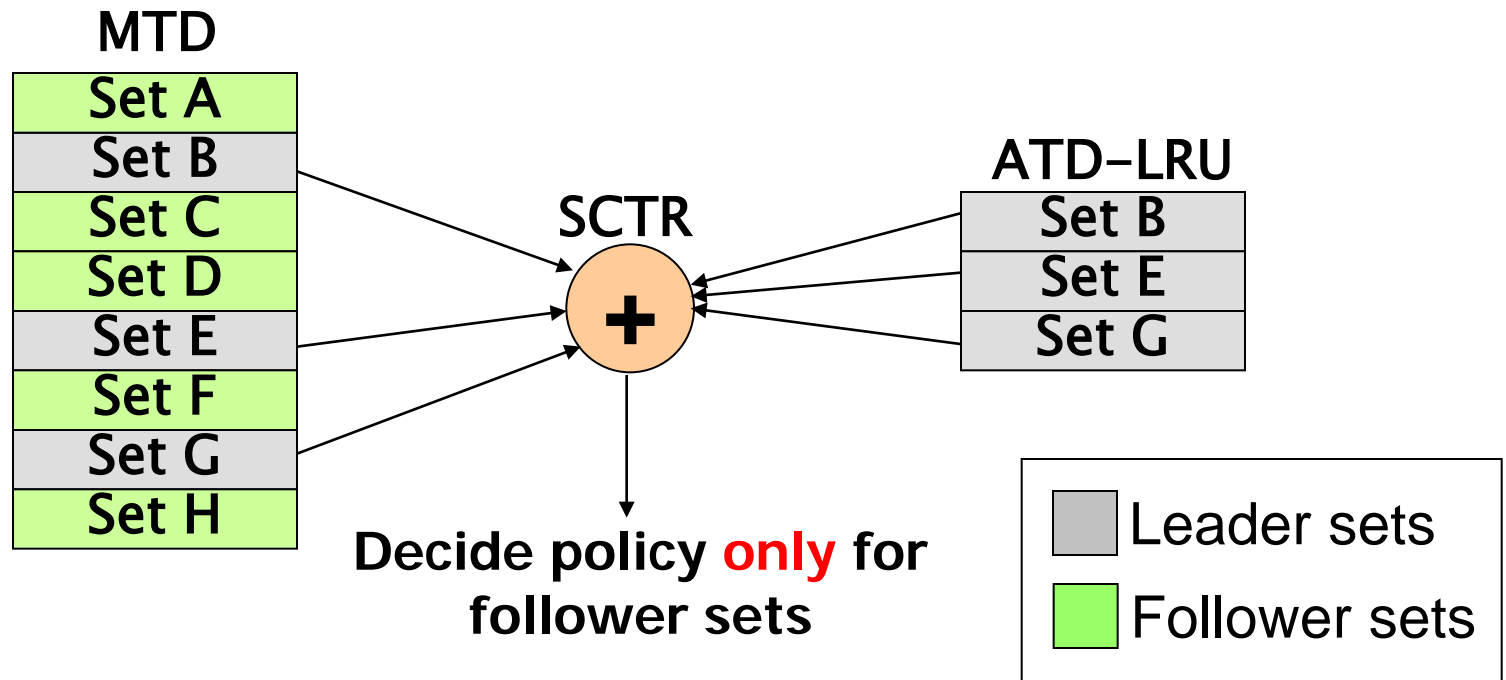 MTD
Set A
Set B
Set C
Set D
Set E
Set F
Set G
Set H
SCTR
+
ATD-LRU
Set B
Set E
Set G
Decide policy only for
follower sets
Leader sets
Follower sets